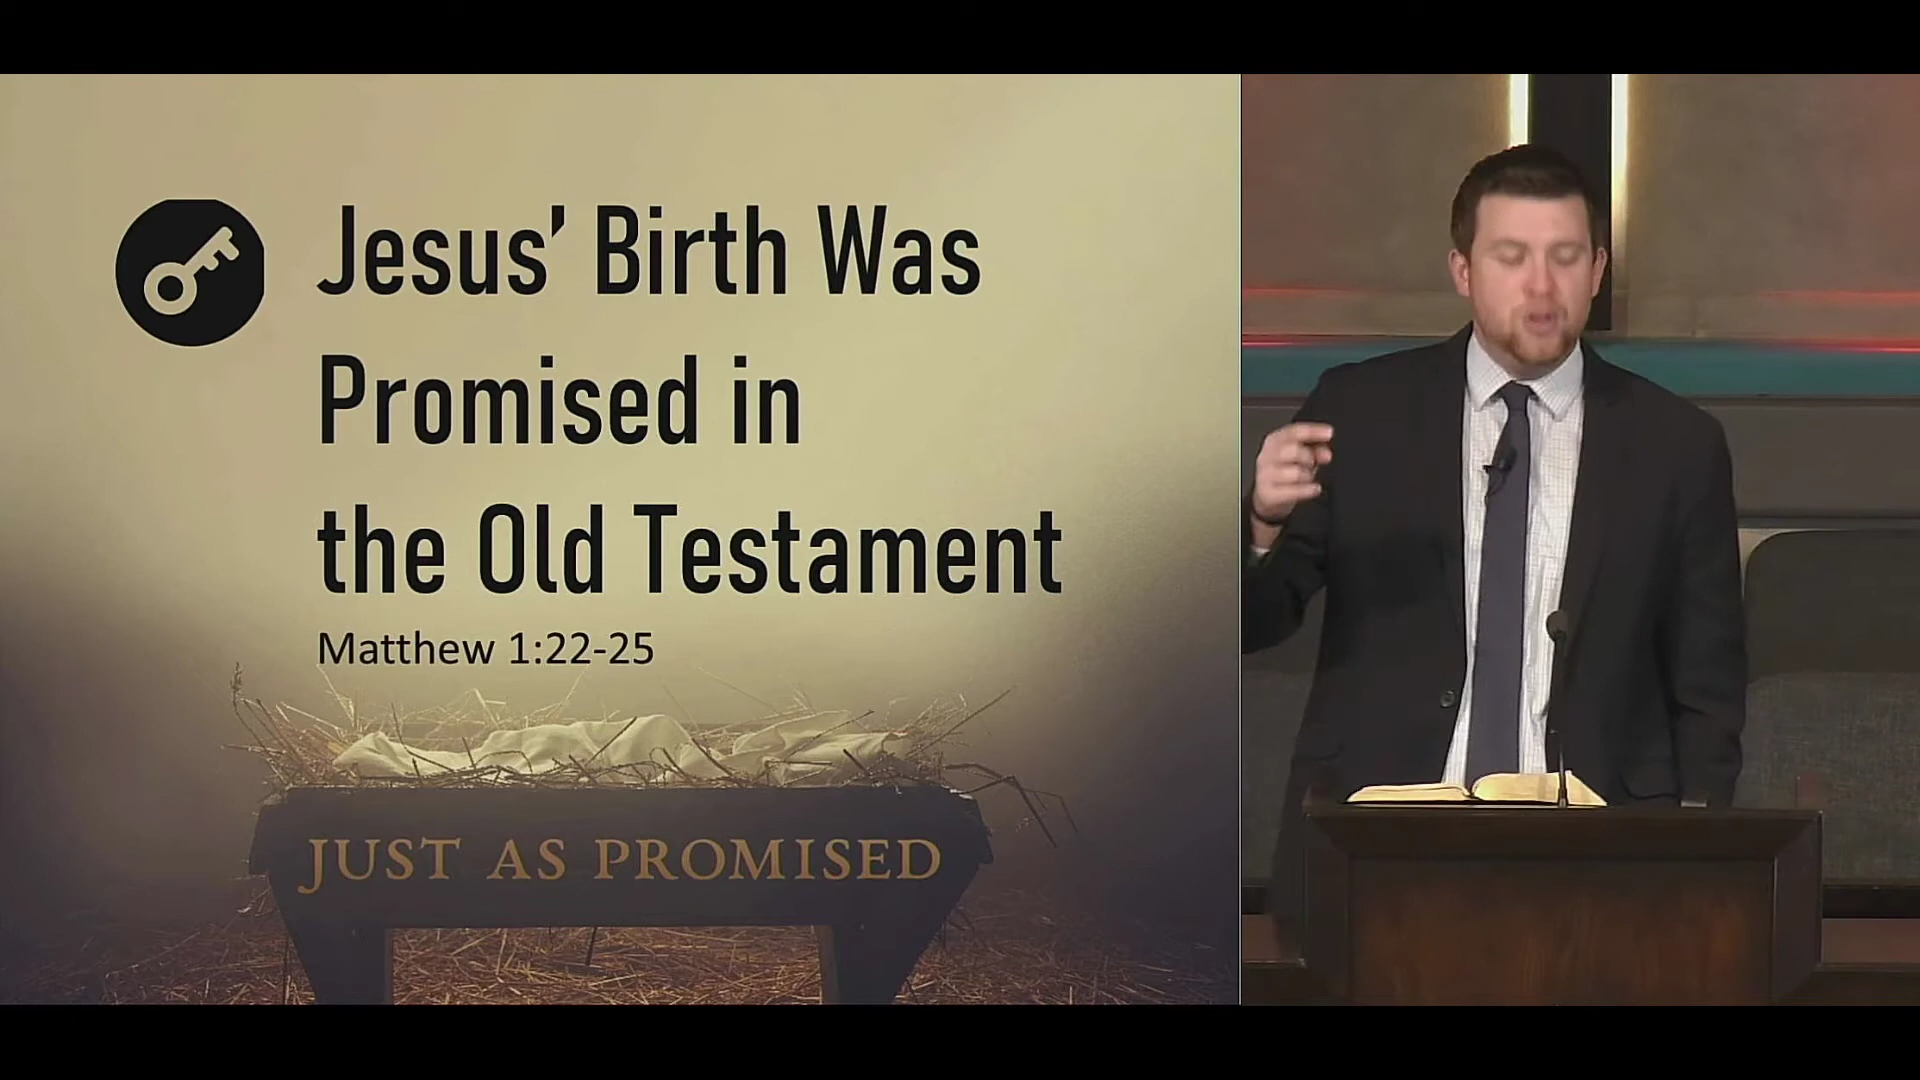 Jesus’ Birth Was
Promised in
the Old Testament
Matthew 1:22-25
JUST AS PROMISED